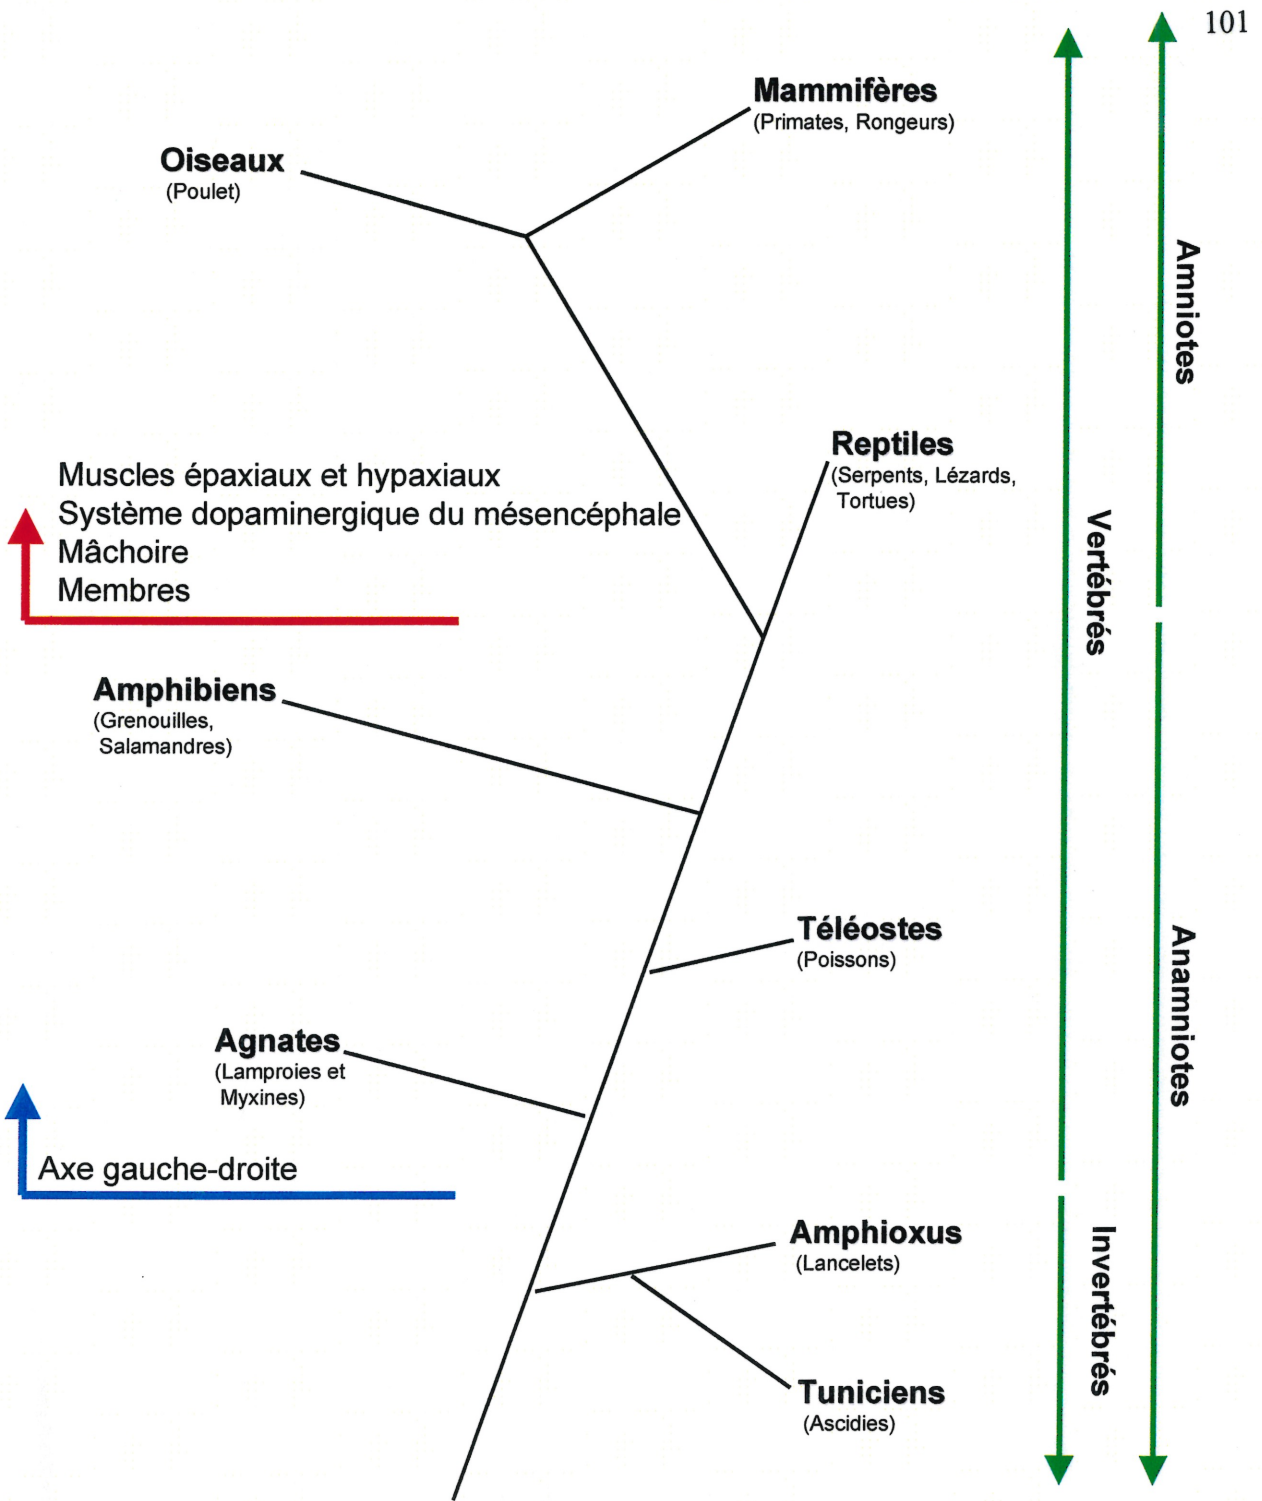 101
Mammifères
(Primates, Rongeurs)
Oiseaux
(Poulet)
Amniotes
Reptiles
(Serpents, Lézards,
Tortues)
Muscles épaxiaux et hypaxiaux
Système dopaminergique du mésencéphale
Mâchoire
Membres
Vertébrés
Amphibiens
(Grenouilles,
Salamandres)
Téléostes
(Poissons)
Anamniotes
Agnates
(Lamproies et
Myxines)
Axe gauche-droite
Amphioxus
(Lancelets)
Invertébrés
Tuniciens
(Ascidies)